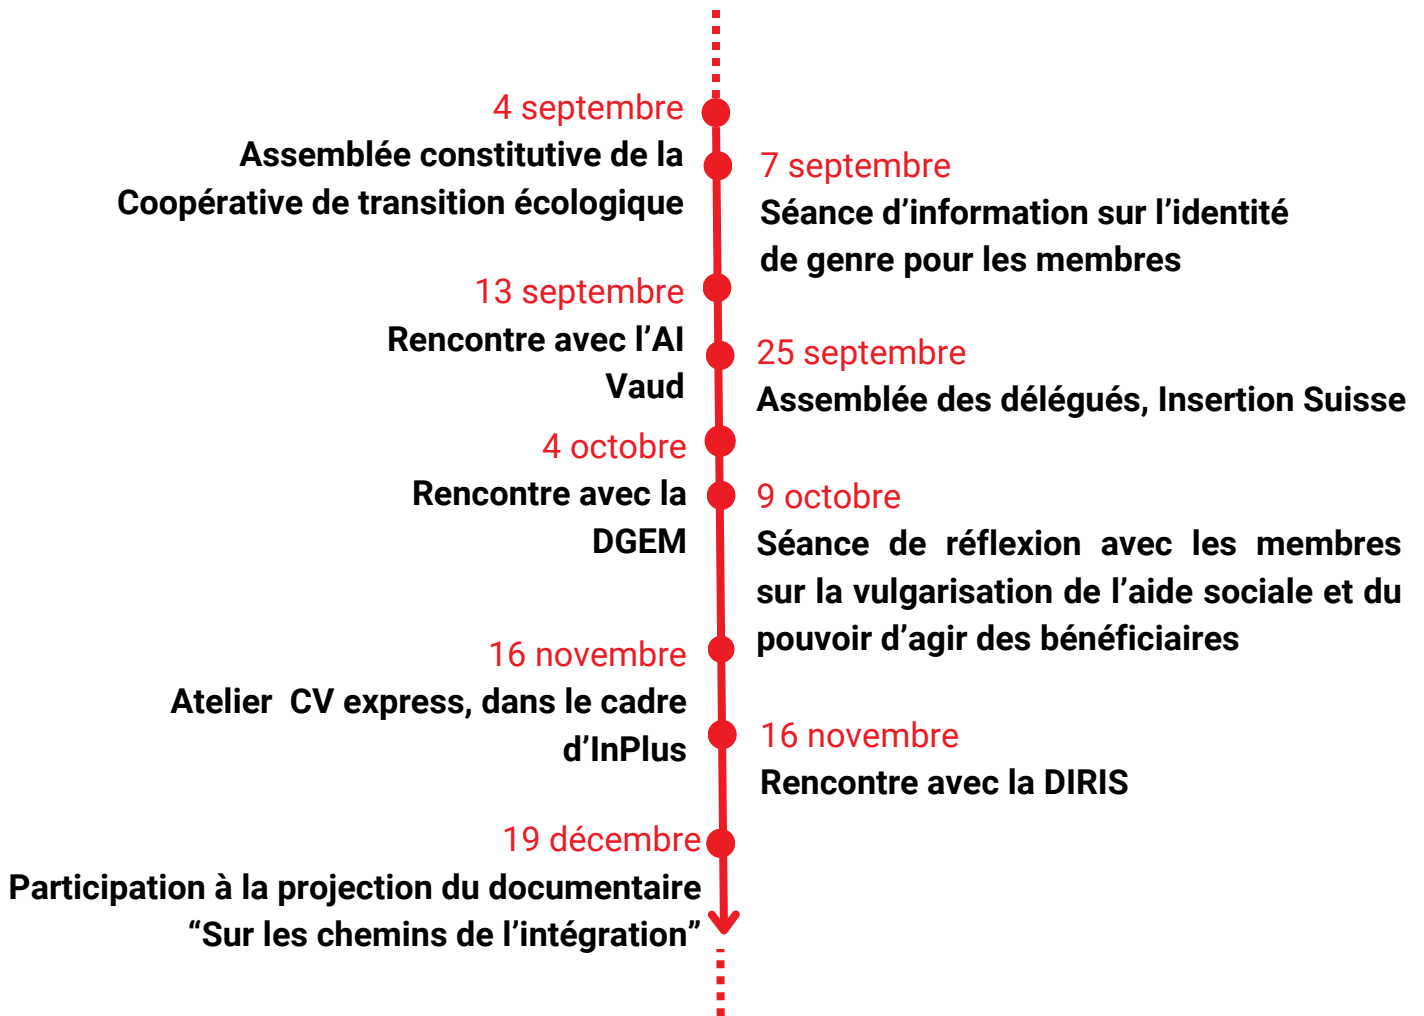 4 septembre
Assemblée constitutive de la
Coopérative de transition écologique
7 septembre
Séance d’information sur l’identité
de genre pour les membres
13 septembre
Rencontre avec l’AI
Vaud
25 septembre
Assemblée des délégués, Insertion Suisse
4 octobre
Rencontre avec la
DGEM
9 octobre
Séance de réflexion avec les membres
sur la vulgarisation de l’aide sociale et du
pouvoir d’agir des bénéficiaires
16 novembre
Atelier  CV express, dans le cadre
d’InPlus
16 novembre
Rencontre avec la DIRIS
19 décembre
Participation à la projection du documentaire
“Sur les chemins de l’intégration”